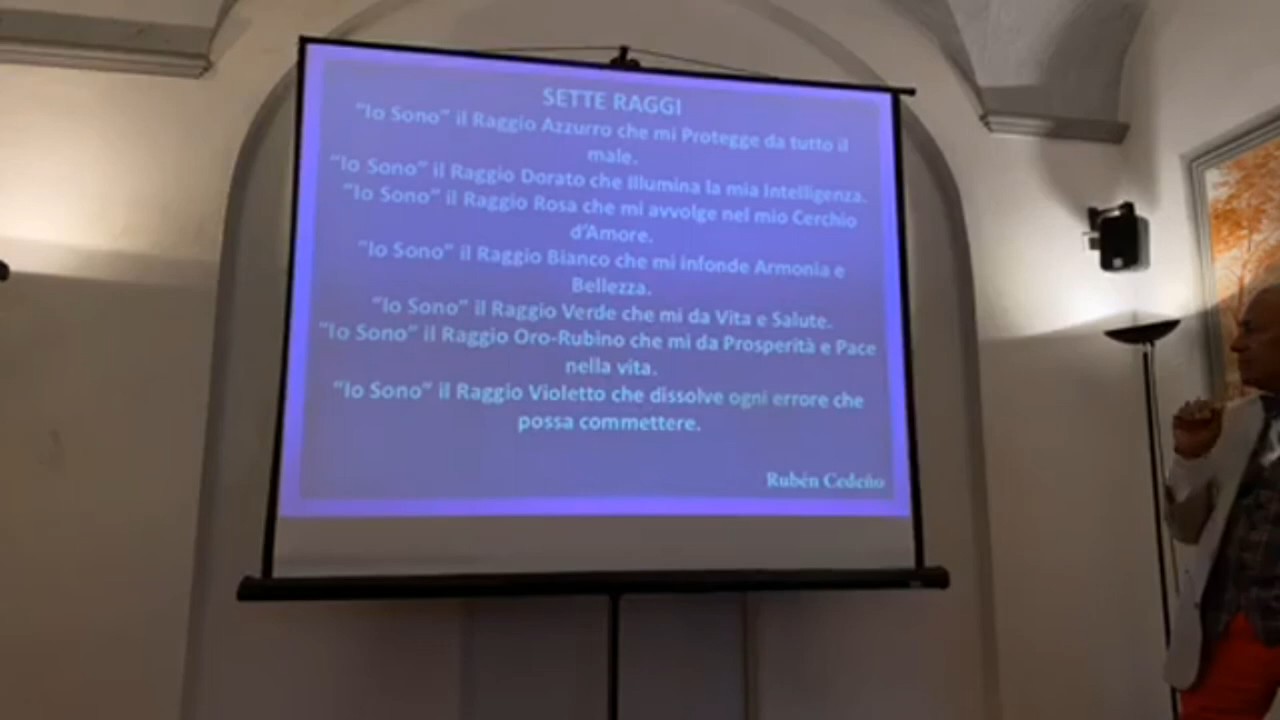 SETTE RAGGI
"Io Sono" il Raggio Azzurro che mi Protegge da tutto il
male.
"Io Sono" il Raggio Dorato che Illumina la mia Intelligenza.
"Io Sono" il Raggio Rosa che mi avvolge nel mio Cerchio
d'Amore.
"Io Sono" il Raggio Bianco che mi infonde Armonia e
Bellezza.
"Io Sono" il Raggio Verde che mi da Vita e Salute.
"Io Sono" il Raggio Oro-Rubino che mi da Prosperità e Pace
nella vita.
"Io Sono" il Raggio Violetto che dissolve ogni errore che
possa commettere.
Rubén Cedeño